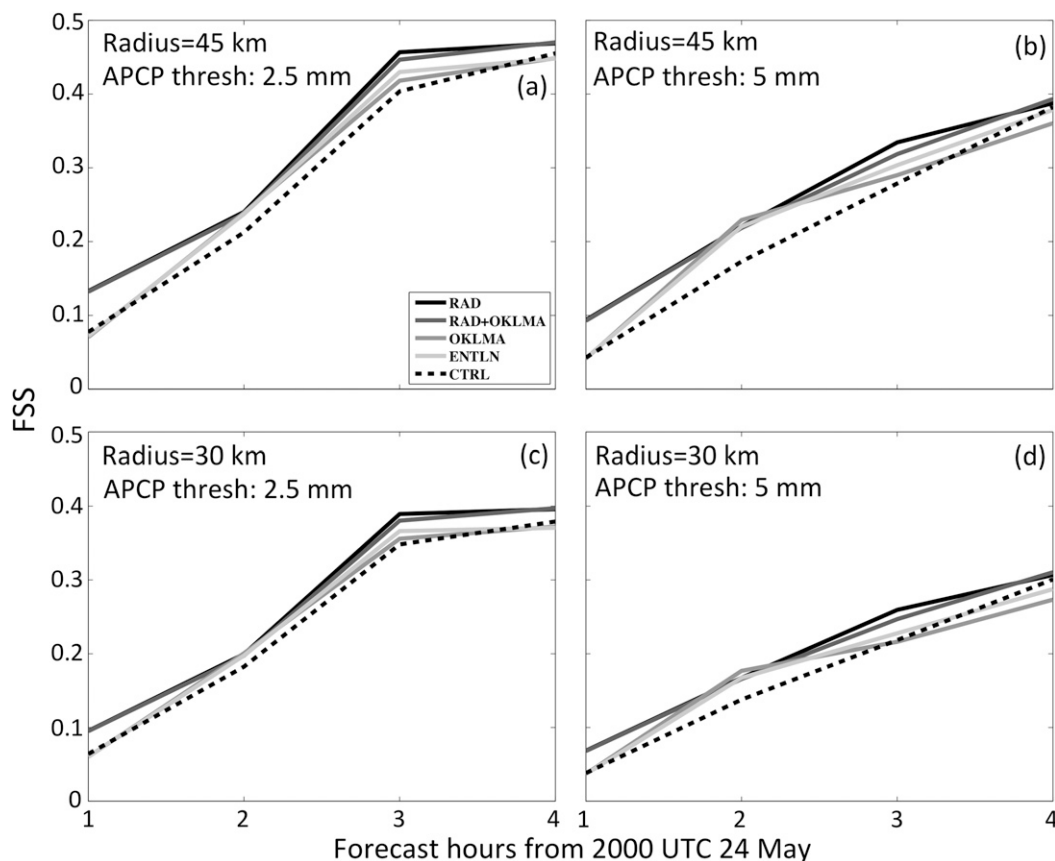 0.5
Radius=45 km
APCP thresh: 2.5 mm
(a)
0.4
0.3
0.2
0.1
0
RAD
RAD+OKLMA
OKLMA
ENTLN
CTRL
Radius=45 km
APCP thresh: 5 mm
(b)
FSS
0.5
Radius=30 km
APCP thresh: 2.5 mm
(c)
0.4
0.3
0.2
0.1
0
1 2 3 4
Radius=30 km
APCP thresh: 5 mm
(d)
1 2 3 4
Forecast hours from 2000 UTC 24 May